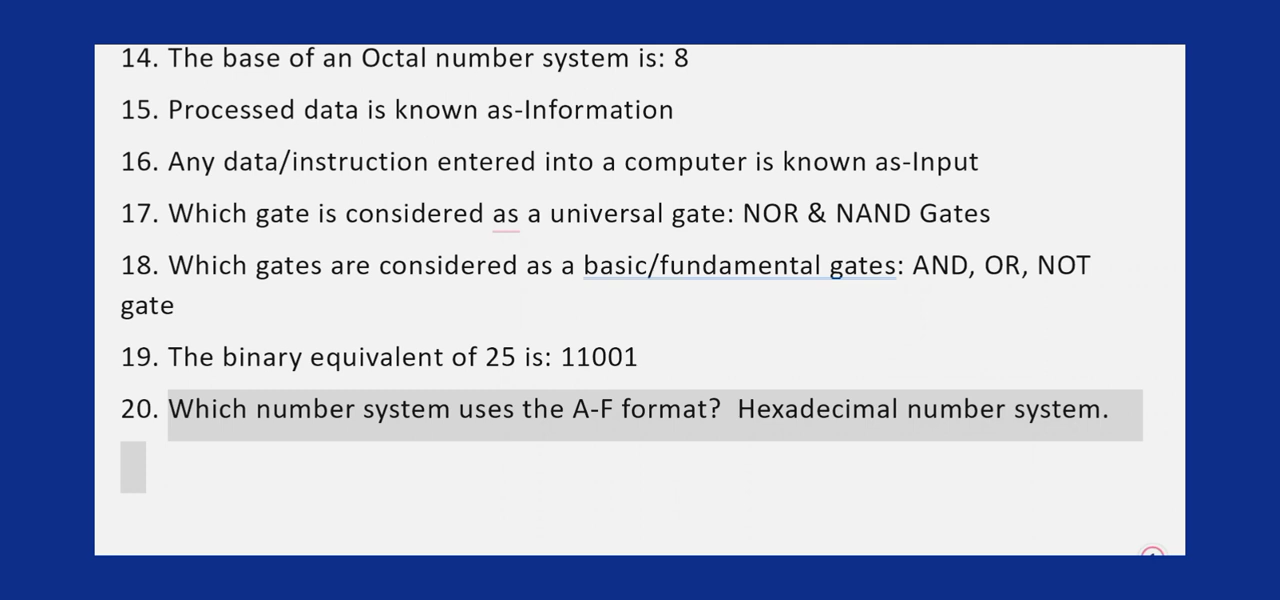 14. The base of an Octal number system is: 8
15. Processed data is known as-Information
16. Any data/instruction entered into a computer is known as-Input
17. Which gate is considered as a universal gate: NOR & NAND Gates
18. Which gates are considered as a basic/fundamental gates: AND, OR, NOT
gate
19. The binary equivalent of 25 is: 11001
20. Which number system uses the A-F format?  Hexadecimal number system.